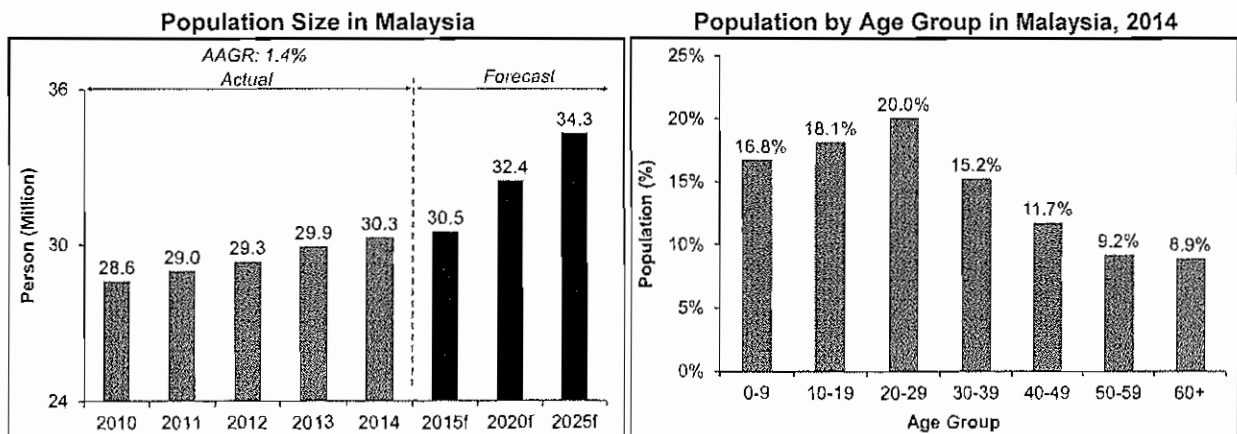 Population Size in Malaysia
AAGR: 1.4%
Actual
Forecast
36
30
24
Person (Million)
28.6
29.0
29.3
29.9
30.3
30.5
32.4
34.3
2010 2011 2012 2013 2014 2015f 2020f 2025f
Population by Age Group in Malaysia, 2014
25%
20%
15%
10%
5%
0%
Population (%)
16.8%
18.1%
20.0%
15.2%
11.7%
9.2%
8.9%
0-9 10-19 20-29 30-39 40-49 50-59 60+
Age Group